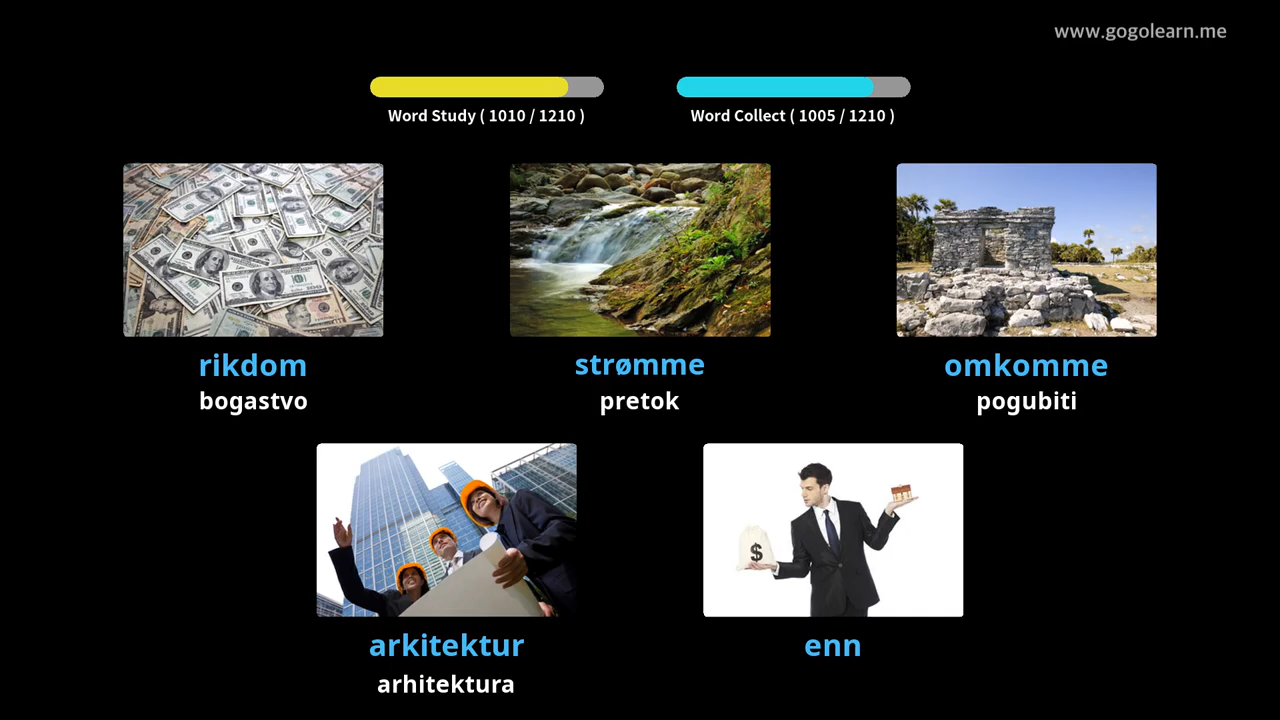 www.gogolearn.me
Word Study ( 1010 / 1210 )
Word Collect ( 1005 / 1210 )
rikdom
strømme
omkomme
bogastvo
pretok
pogubiti
$
arkitektur
enn
arhitektura